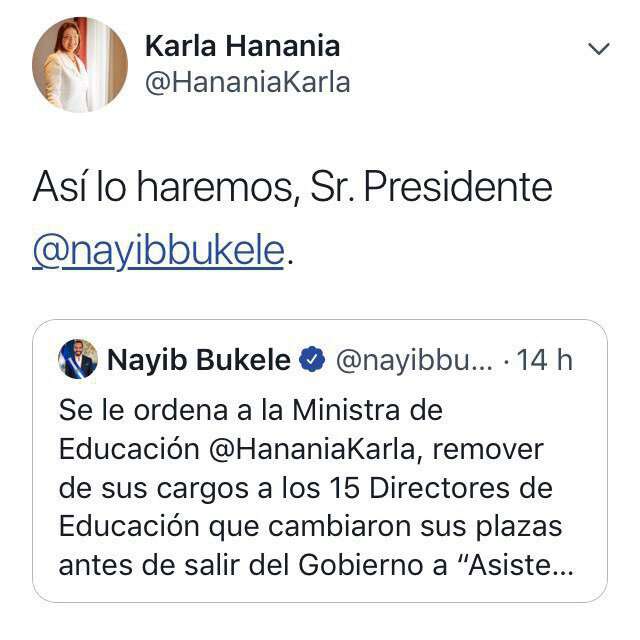 Karla Hanania
@HananiaKarla
Así lo haremos, Sr. Presidente
@nayibbukele.
Nayib Bukele @nayibbu... · 14 h
Se le ordena a la Ministra de
Educación @HananiaKarla, remover
de sus cargos a los 15 Directores de
Educación que cambiaron sus plazas
antes de salir del Gobierno a “Asiste...